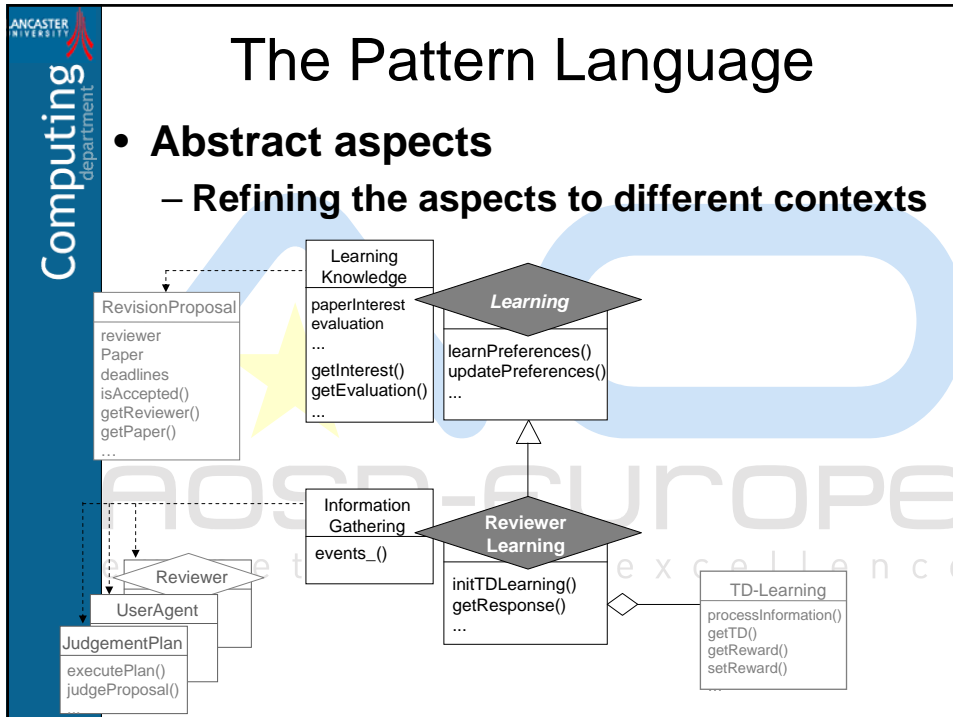 LANCASTER
UNIVERSITY
Computing
department
The Pattern Language
• Abstract aspects
– Refining the aspects to different contexts
Learning
Knowledge
paperInterest
evaluation
...
getInterest()
getEvaluation()
...
Learning
learnPreferences()
updatePreferences()
...
RevisionProposal
reviewer
Paper
deadlines
isAccepted()
getReviewer()
getPaper()
...
AOSD-EUROPE
Information
Gathering
events_()
Reviewer
Learning
initTDLearning()
getResponse()
...
Reviewer
UserAgent
JudgementPlan
executePlan()
judgeProposal()
...
TD-Learning
processInformation()
getTD()
getReward()
setReward()
...
excellence